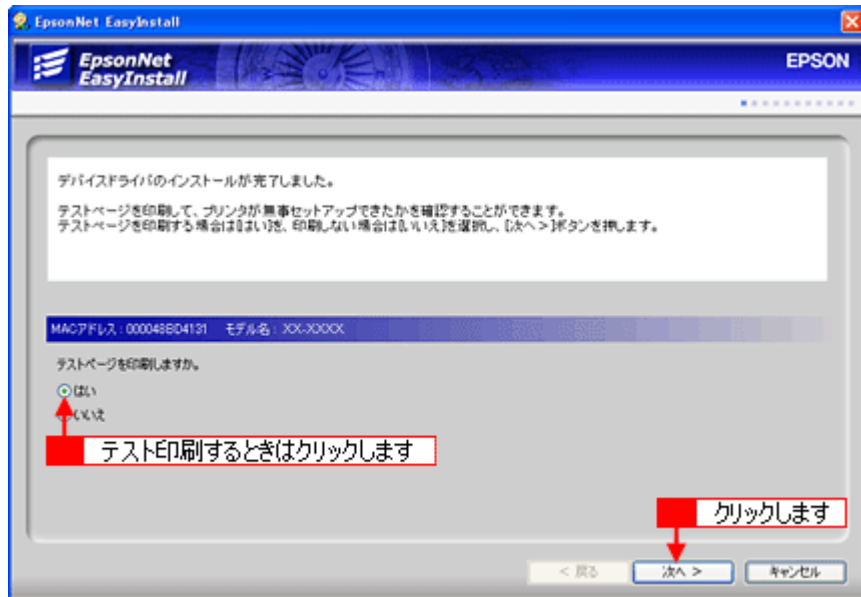 EpsonNet EasyInstall
EpsonNet
EasyInstall
EPSON
デバイスドライバのインストールが完了しました。
テストページを印刷して、プリンタが無事セットアップできたかを確認することができます。
テストページを印刷する場合は[はい]を、印刷しない場合は[いいえ]を選択し、[次へ>]ボタンを押します。
MACアドレス : 000048BD4131 モデル名 : XX-XXXX
テストページを印刷しますか。
はい
いいえ
テスト印刷するときはクリックします
クリックします
< 戻る 次へ > キャンセル